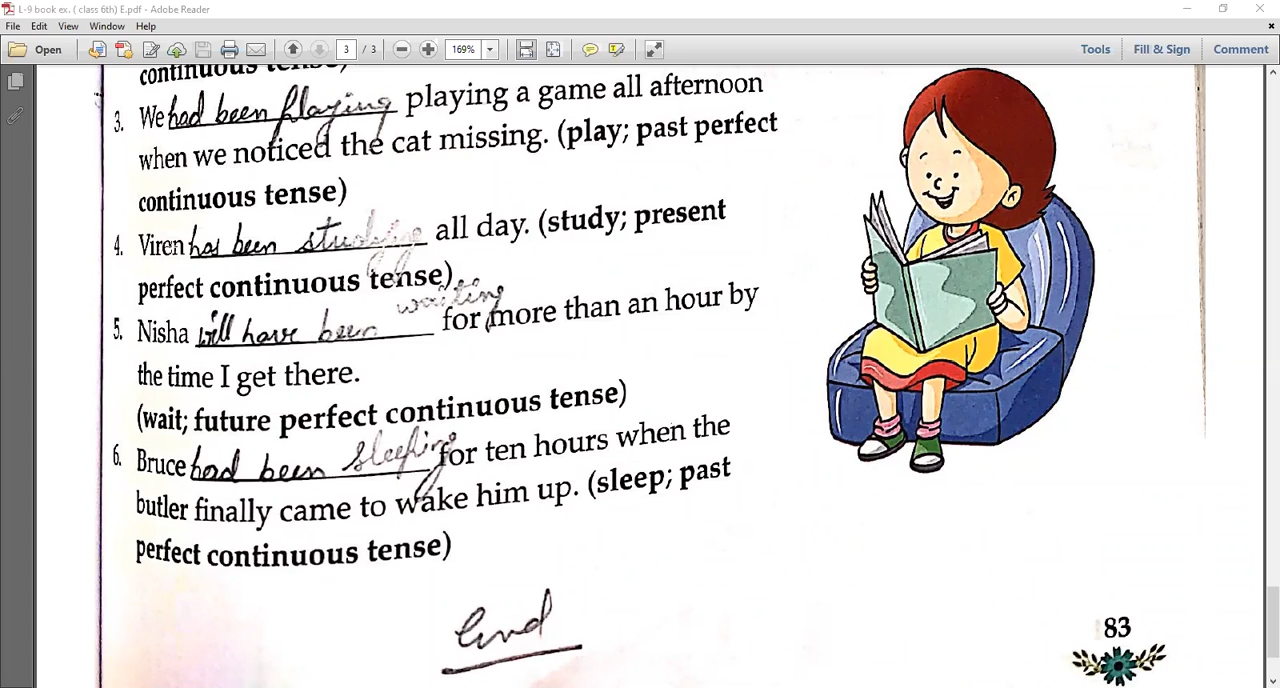 L-9 book ex. ( class 6th) E.pdf - Adobe Reader
File Edit View Window Help
Open 3 / 3 169% Tools Fill & Sign Comment
continuous tense)
3. We had been playing playing a game all afternoon
when we noticed the cat missing. (play; past perfect
continuous tense)
4. Viren has been studying all day. (study; present
perfect continuous tense)
waiting
5. Nisha will have been for more than an hour by
the time I get there.
(wait; future perfect continuous tense)
6. Bruce had been sleeping for ten hours when the
butler finally came to wake him up. (sleep; past
perfect continuous tense)
End
83